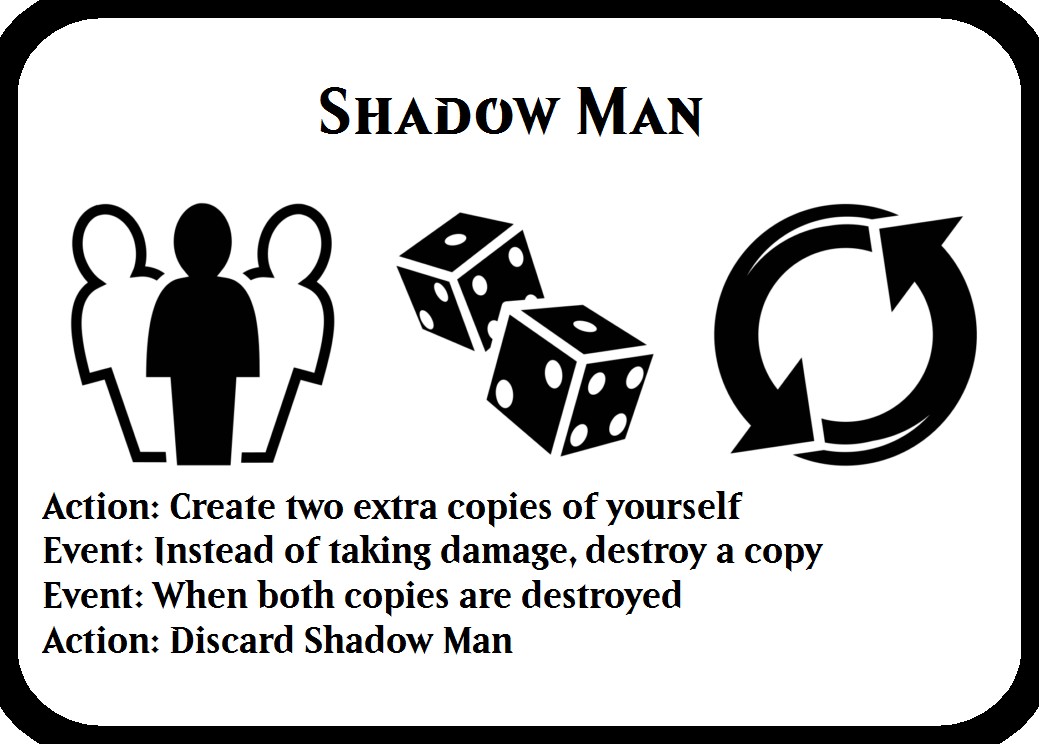 Shadow Man
Action: Create two extra copies of yourself
Event: Instead of taking damage, destroy a copy
Event: When both copies are destroyed
Action: Discard Shadow Man